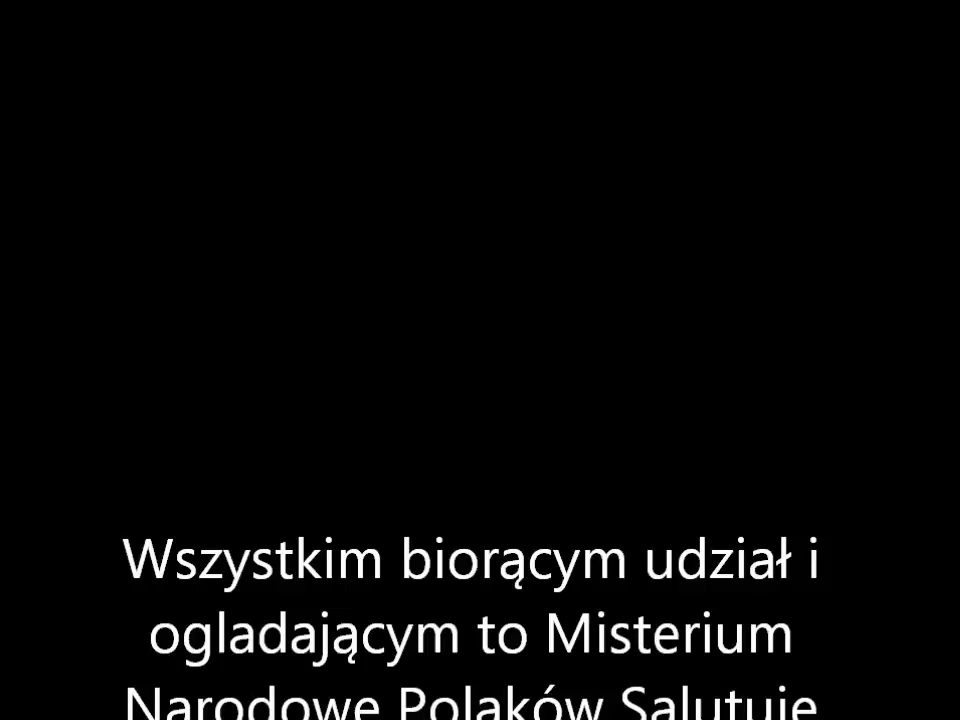 Wszystkim biorącym udział i
ogladającym to Misterium
Narodowe Polaków Salutuje